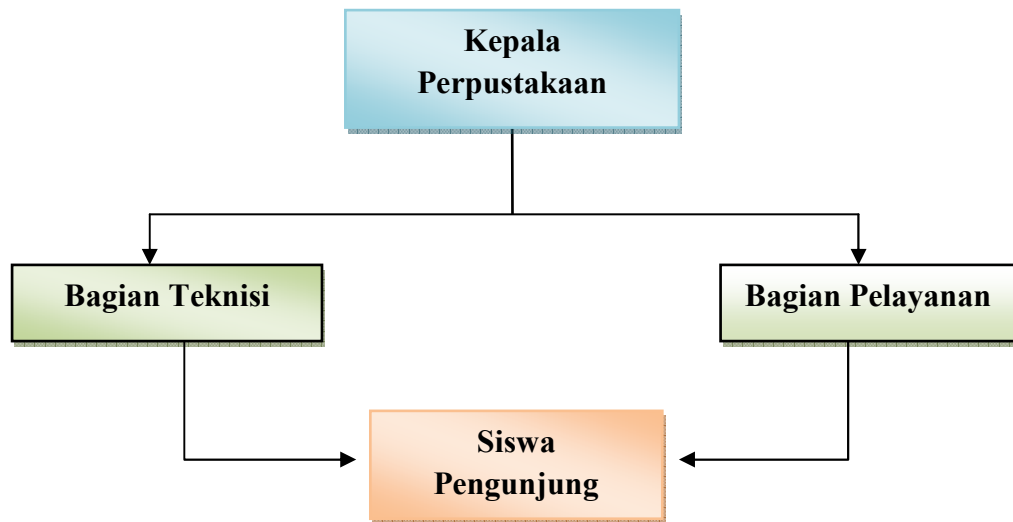 Kepala
Perpustakaan
Bagian Teknisi
Bagian Pelayanan
Siswa
Pengunjung